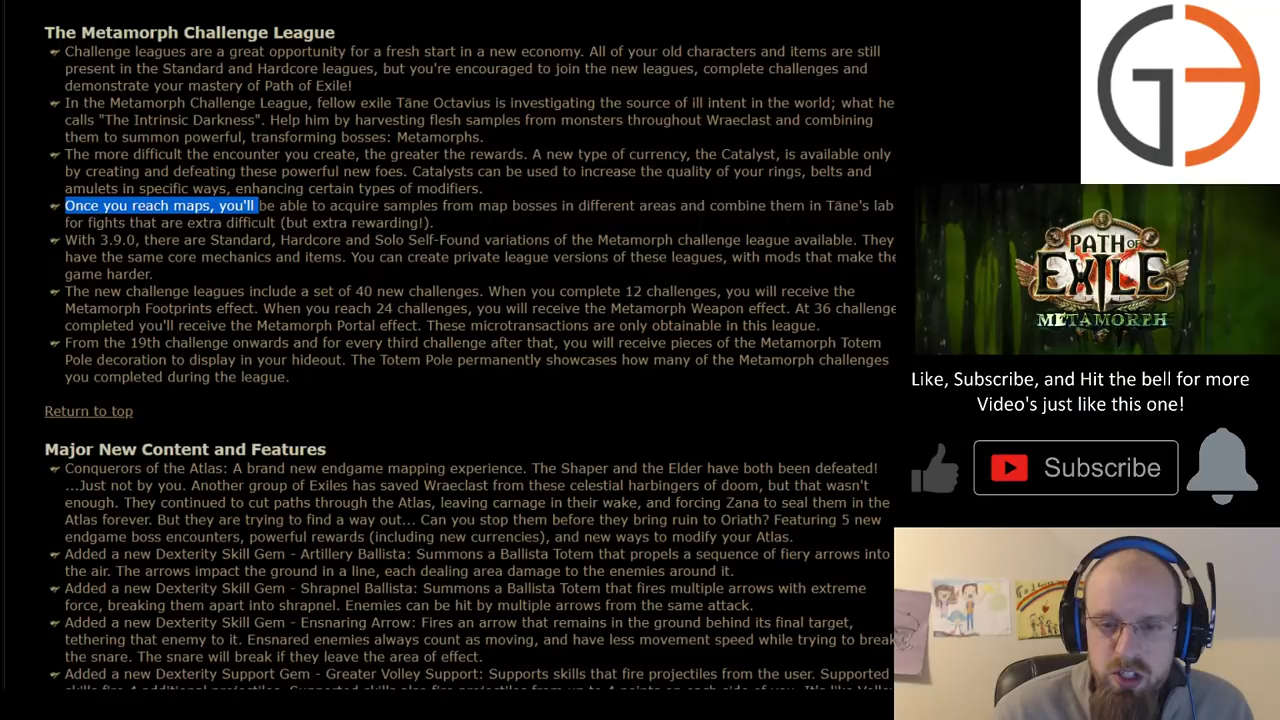 The Metamorph Challenge League
Challenge leagues are a great opportunity for a fresh start in a new economy. All of your old characters and items are still
present in the Standard and Hardcore leagues, but you're encouraged to join the new leagues, complete challenges and
demonstrate your mastery of Path of Exile!
In the Metamorph Challenge League, fellow exile Tāne Octavius is investigating the source of ill intent in the world; what he
calls "The Intrinsic Darkness". Help him by harvesting flesh samples from monsters throughout Wraeclast and combining
them to summon powerful, transforming bosses: Metamorphs.
The more difficult the encounter you create, the greater the rewards. A new type of currency, the Catalyst, is available only
by creating and defeating these powerful new foes. Catalysts can be used to increase the quality of your rings, belts and
amulets in specific ways, enhancing certain types of modifiers.
Once you reach maps, you'll be able to acquire samples from map bosses in different areas and combine them in Tāne's lab
for fights that are extra difficult (but extra rewarding!).
With 3.9.0, there are Standard, Hardcore and Solo Self-Found variations of the Metamorph challenge league available. They
have the same core mechanics and items. You can create private league versions of these leagues, with mods that make the
game harder.
The new challenge leagues include a set of 40 new challenges. When you complete 12 challenges, you will receive the
Metamorph Footprints effect. When you reach 24 challenges, you will receive the Metamorph Weapon effect. At 36 challenge
completed you'll receive the Metamorph Portal effect. These microtransactions are only obtainable in this league.
From the 19th challenge onwards and for every third challenge after that, you will receive pieces of the Metamorph Totem
Pole decoration to display in your hideout. The Totem Pole permanently showcases how many of the Metamorph challenges
you completed during the league.
Return to top
Major New Content and Features
Conquerors of the Atlas: A brand new endgame mapping experience. The Shaper and the Elder have both been defeated!
...Just not by you. Another group of Exiles has saved Wraeclast from these celestial harbingers of doom, but that wasn't
enough. They continued to cut paths through the Atlas, leaving carnage in their wake, and forcing Zana to seal them in the
Atlas forever. But they are trying to find a way out... Can you stop them before they bring ruin to Oriath? Featuring 5 new
endgame boss encounters, powerful rewards (including new currencies), and new ways to modify your Atlas.
Added a new Dexterity Skill Gem - Artillery Ballista: Summons a Ballista Totem that propels a sequence of fiery arrows into
the air. The arrows impact the ground in a line, each dealing area damage to the enemies around it.
Added a new Dexterity Skill Gem - Shrapnel Ballista: Summons a Ballista Totem that fires multiple arrows with extreme
force, breaking them apart into shrapnel. Enemies can be hit by multiple arrows from the same attack.
Added a new Dexterity Skill Gem - Ensnaring Arrow: Fires an arrow that remains in the ground behind its final target,
tethering that enemy to it. Ensnared enemies always count as moving, and have less movement speed while trying to break
the snare. The snare will break if they leave the area of effect.
Added a new Dexterity Support Gem - Greater Volley Support: Supports skills that fire projectiles from the user. Supported
skills fire 4 additional projectiles. Supported skills also fire projectiles from up to 4 points on each side of you. It's like Volley
G3
PATH OF
EXILE
METAMORPH
Like, Subscribe, and Hit the bell for more
Video's just like this one!
Subscribe